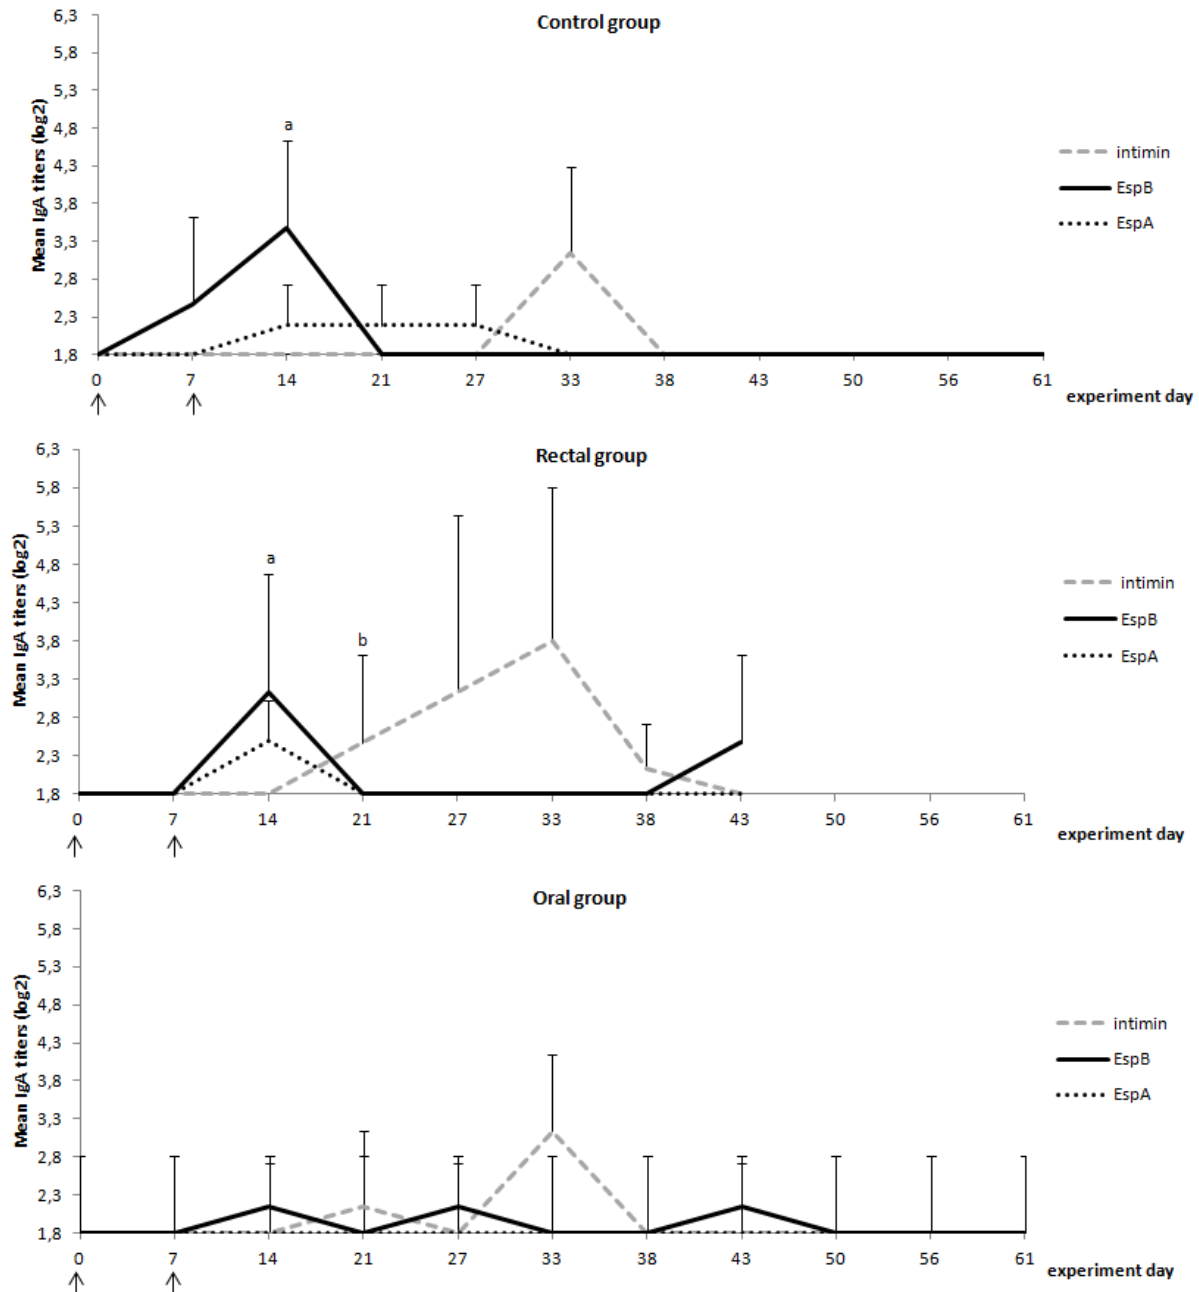 Control group
Mean IgA titers (log2)
6,3
5,8
5,3
4,8
4,3
3,8
3,3
2,8
2,3
1,8
a
intimin
EspB
EspA
0 7 14 21 27 33 38 43 50 56 61
experiment day
Rectal group
Mean IgA titers (log2)
6,3
5,8
5,3
4,8
4,3
3,8
3,3
2,8
2,3
1,8
a
b
intimin
EspB
EspA
0 7 14 21 27 33 38 43 50 56 61
experiment day
Oral group
Mean IgA titers (log2)
6,3
5,8
5,3
4,8
4,3
3,8
3,3
2,8
2,3
1,8
intimin
EspB
EspA
0 7 14 21 27 33 38 43 50 56 61
experiment day